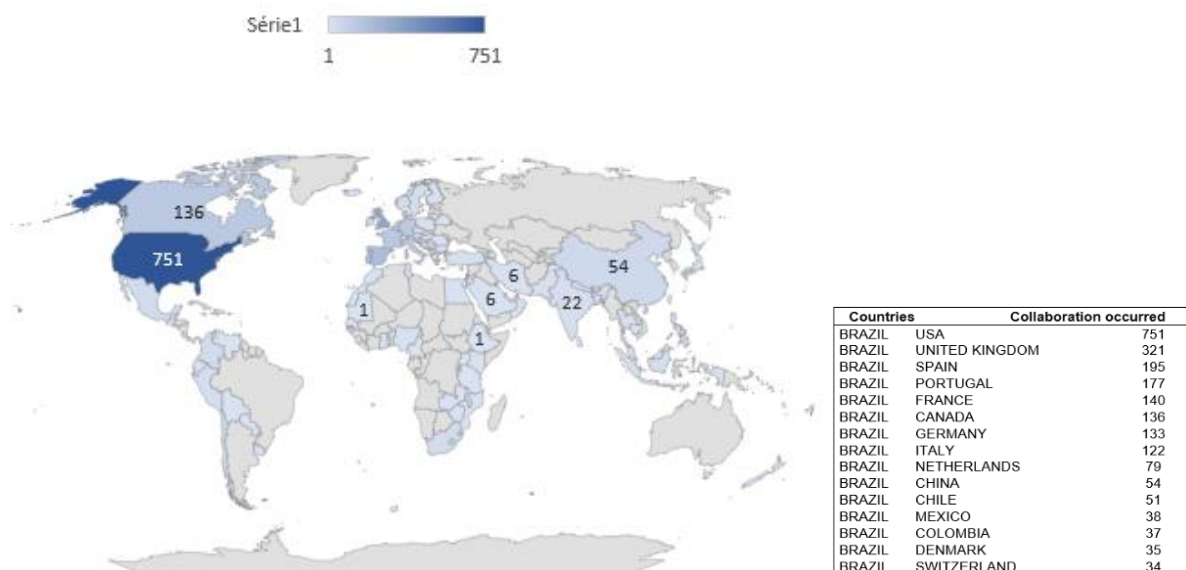 Série1
1 751
136
751
54
6
6
22
1
1
Countries Collaboration occurred
BRAZIL USA 751
BRAZIL UNITED KINGDOM 321
BRAZIL SPAIN 195
BRAZIL PORTUGAL 177
BRAZIL FRANCE 140
BRAZIL CANADA 136
BRAZIL GERMANY 133
BRAZIL ITALY 122
BRAZIL NETHERLANDS 79
BRAZIL CHINA 54
BRAZIL CHILE 51
BRAZIL MEXICO 38
BRAZIL COLOMBIA 37
BRAZIL DENMARK 35
BRAZIL SWITZERLAND 34